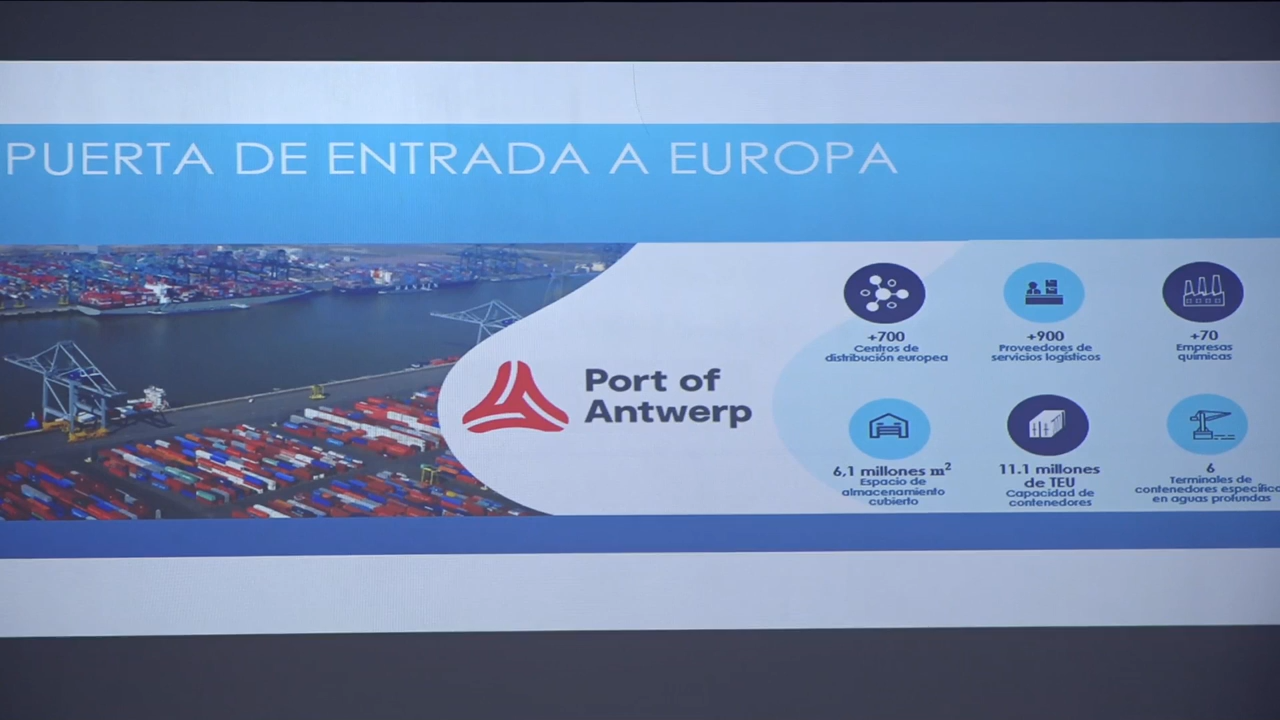 PUERTA DE ENTRADA A EUROPA
Port of
Antwerp
+700
Centros de
distribución europea
+900
Proveedores de
servicios logísticos
+70
Empresas
químicas
6,1 millones m²
Espacio de
almacenamiento
cubierto
11.1 millones
de TEU
Capacidad de
contenedores
6
Terminales de
contenedores específico
en aguas profundas